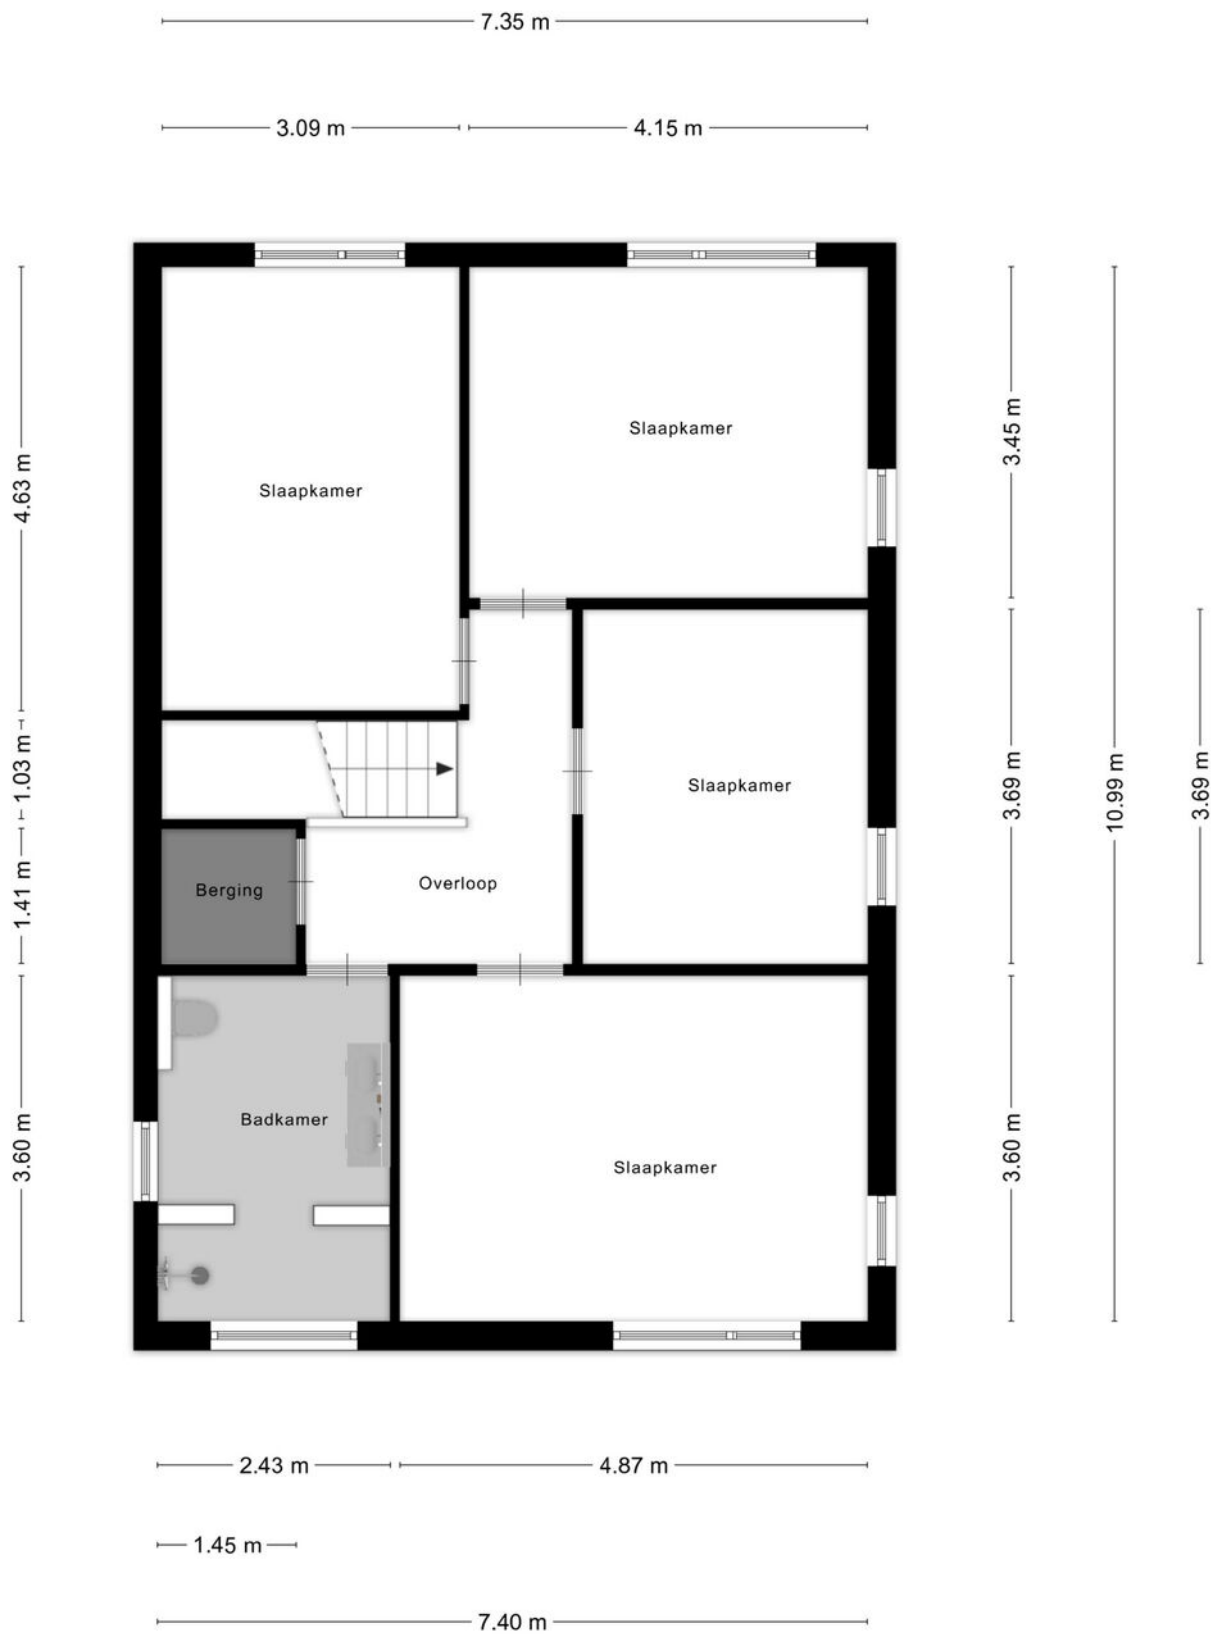 7.35 m
3.09 m
4.15 m
Slaapkamer
3.45 m
4.63 m
Slaapkamer
1.03 m
Slaapkamer
3.69 m
10.99 m
3.69 m
1.41 m
Berging
Overloop
Badkamer
3.60 m
Slaapkamer
3.60 m
2.43 m
4.87 m
1.45 m
7.40 m